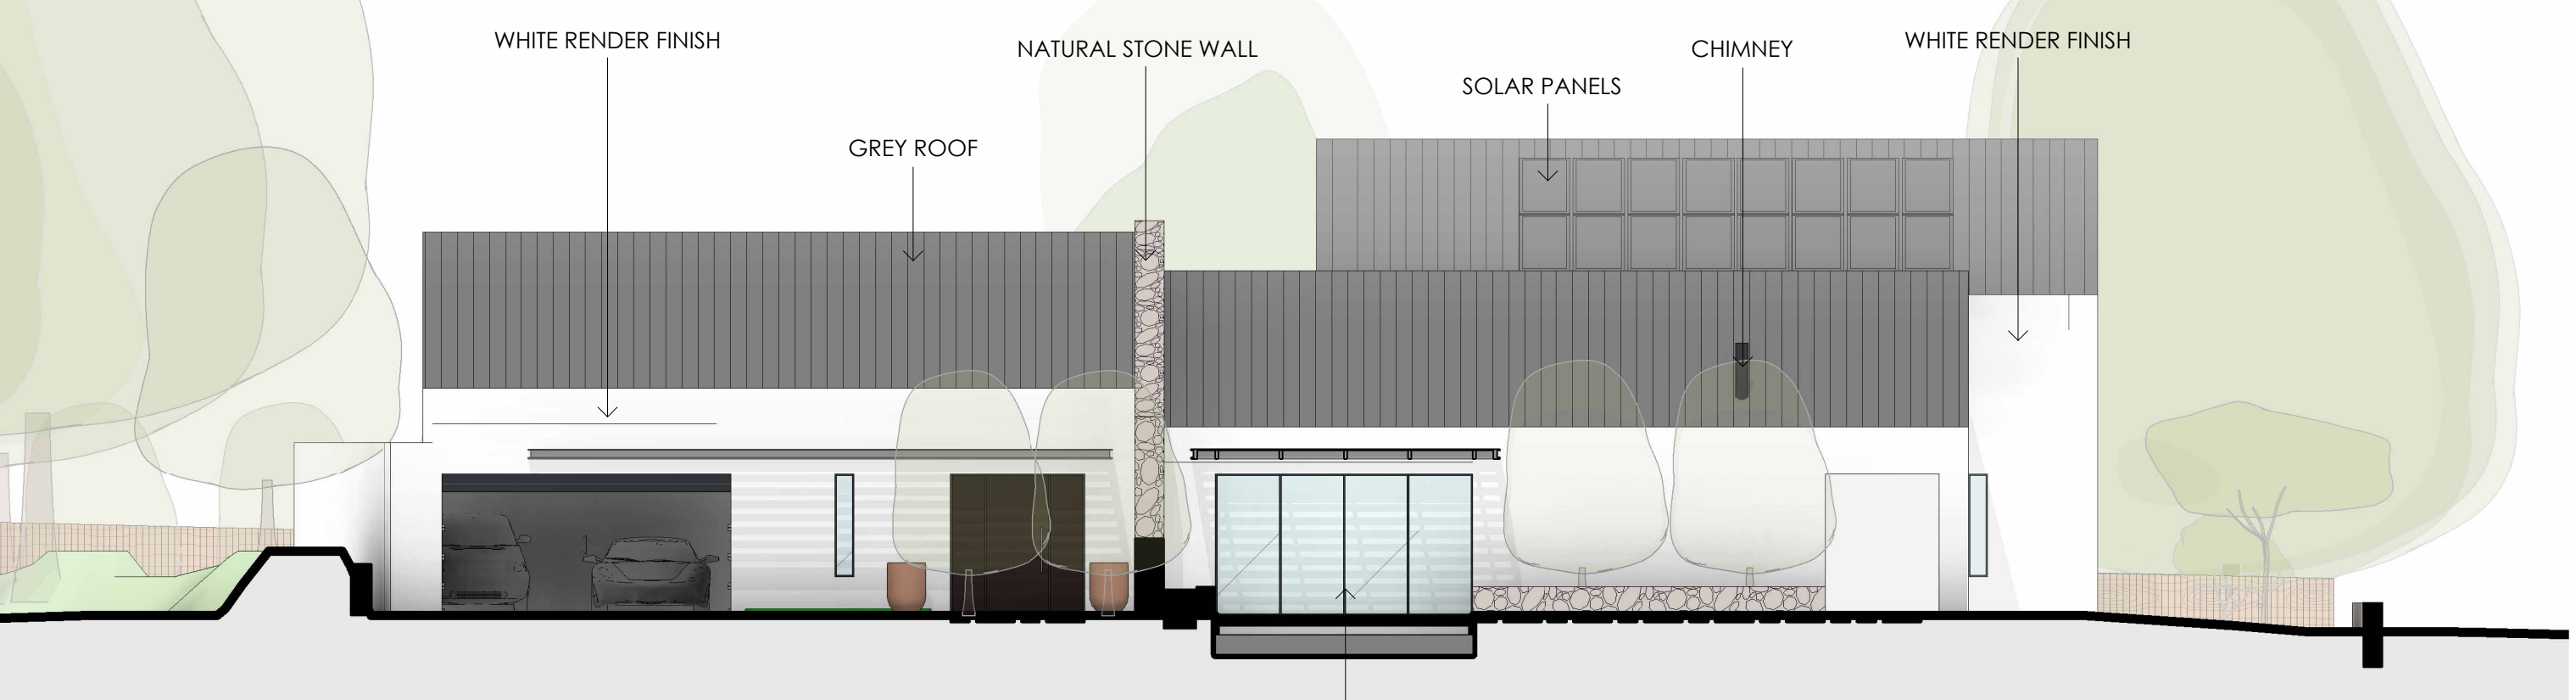 WHITE RENDER FINISH
NATURAL STONE WALL
CHIMNEY
WHITE RENDER FINISH
SOLAR PANELS
GREY ROOF